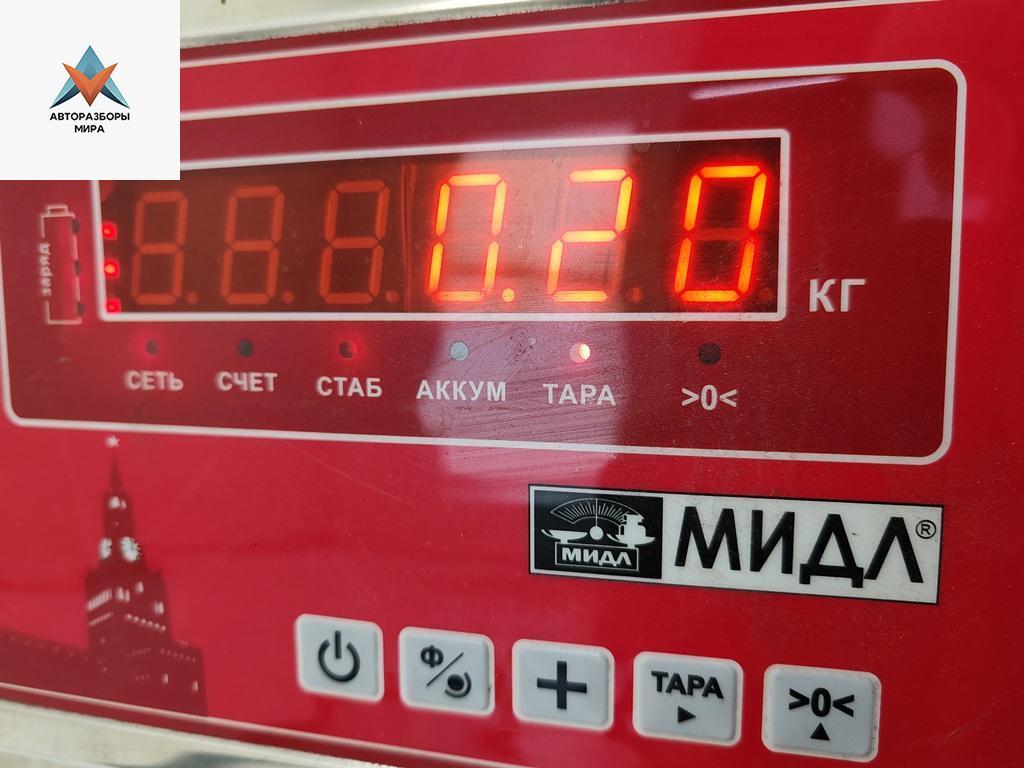 АВТОРАЗБОРЫ
МИРА
заряд
0.20
КГ
СЕТЬ СЧЕТ СТАБ АККУМ ТАРА >0<
МИДЛ МИДЛ®
Ф/ + ТАРА >0<